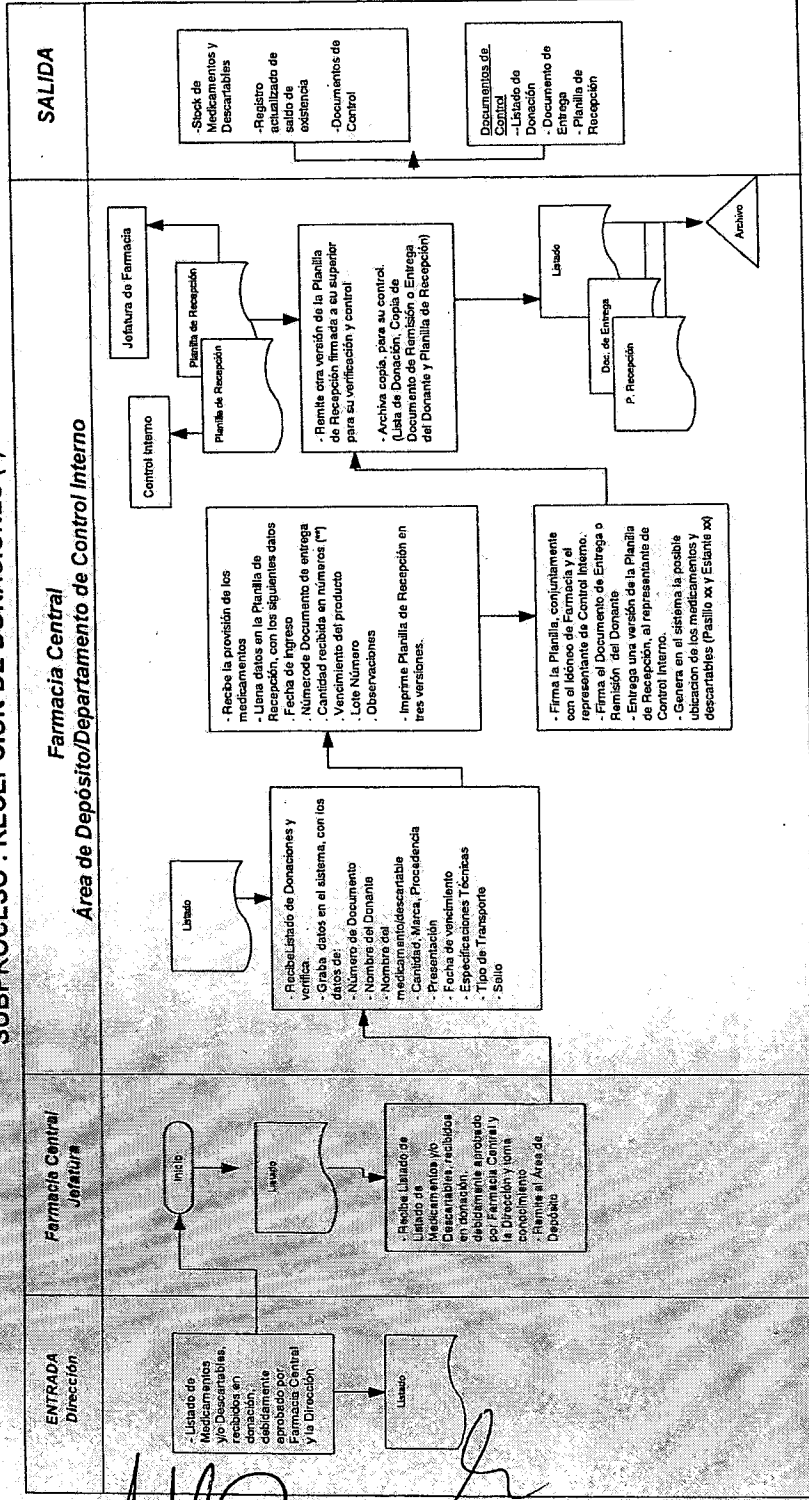 SUBPROCESO : RECEPCIÓN DE DONACIONES (*)
ENTRADA
Dirección
Farmacia Central
Jefatura
Farmacia Central
Área de Depósito/Departamento de Control Interno
SALIDA
- Listado de
Medicamentos
y/o Descartables,
recibidos en
donación,
debidamente
aprobado por
Farmacia Central
y la Dirección
Listado
Inicio
Listado
- Recibe Listado de
Listado de
Medicamentos y/o
Descartables, recibidos
en donación,
debidamente aprobado
por Farmacia Central y
la Dirección y toma
conocimiento
- Remite al Área de
Depósito
Listado
- RecibeListado de Donaciones y
verifica.
- Graba datos en el sistema, con los
datos de:
- Número de Documento
- Nombre del Donante
- Nombre del
medicamento/descartable
- Cantidad, Marca, Procedencia
- Presentación
- Fecha de vencimiento
- Especificaciones Técnicas
- Tipo de Transporte
- Sello
- Recibe la provisión de los
medicamentos
- Llena datos en la Planilla de
Recepción, con los siguientes datos
. Fecha de Ingreso
. Númerode Documento de entrega
. Cantidad recibida en números (**)
. Vencimiento del producto
. Lote Número
. Observaciones
- Imprime Planilla de Recepción en
tres versiones.
- Firma la Planilla, conjuntamente
con el Idóneo de Farmacia y el
representante de Control Interno.
- Firma el Documento de Entrega o
Remisión del Donante
- Entrega una versión de la Planilla
de Recepción, al representante de
Control Interno.
- Genera en el sistema la posible
ubicacion de los medicamentos y
descartables (Pasillo xx y Estante xx)
Control Interno
Jefatura de Farmacia
Planilla de Recepción
Planilla de Recepción
- Remite otra versión de la Planilla
de Recepción firmada a su superior
para su verificación y control
- Archiva copia, para su control.
(Lista de Donación, Copia de
Documento de Remisión o Entrega
del Donante y Planilla de Recepción)
Listado
Doc. de Entrega
P. Recepción
Archivo
-Stock de
Medicamentos y
Descartables
-Registro
actualizado de
saldo de
existencia
-Documentos de
Control
Documentos de
Control
--Listado de
Donación
- Documento de
Entrega
- Planilla de
Recepción